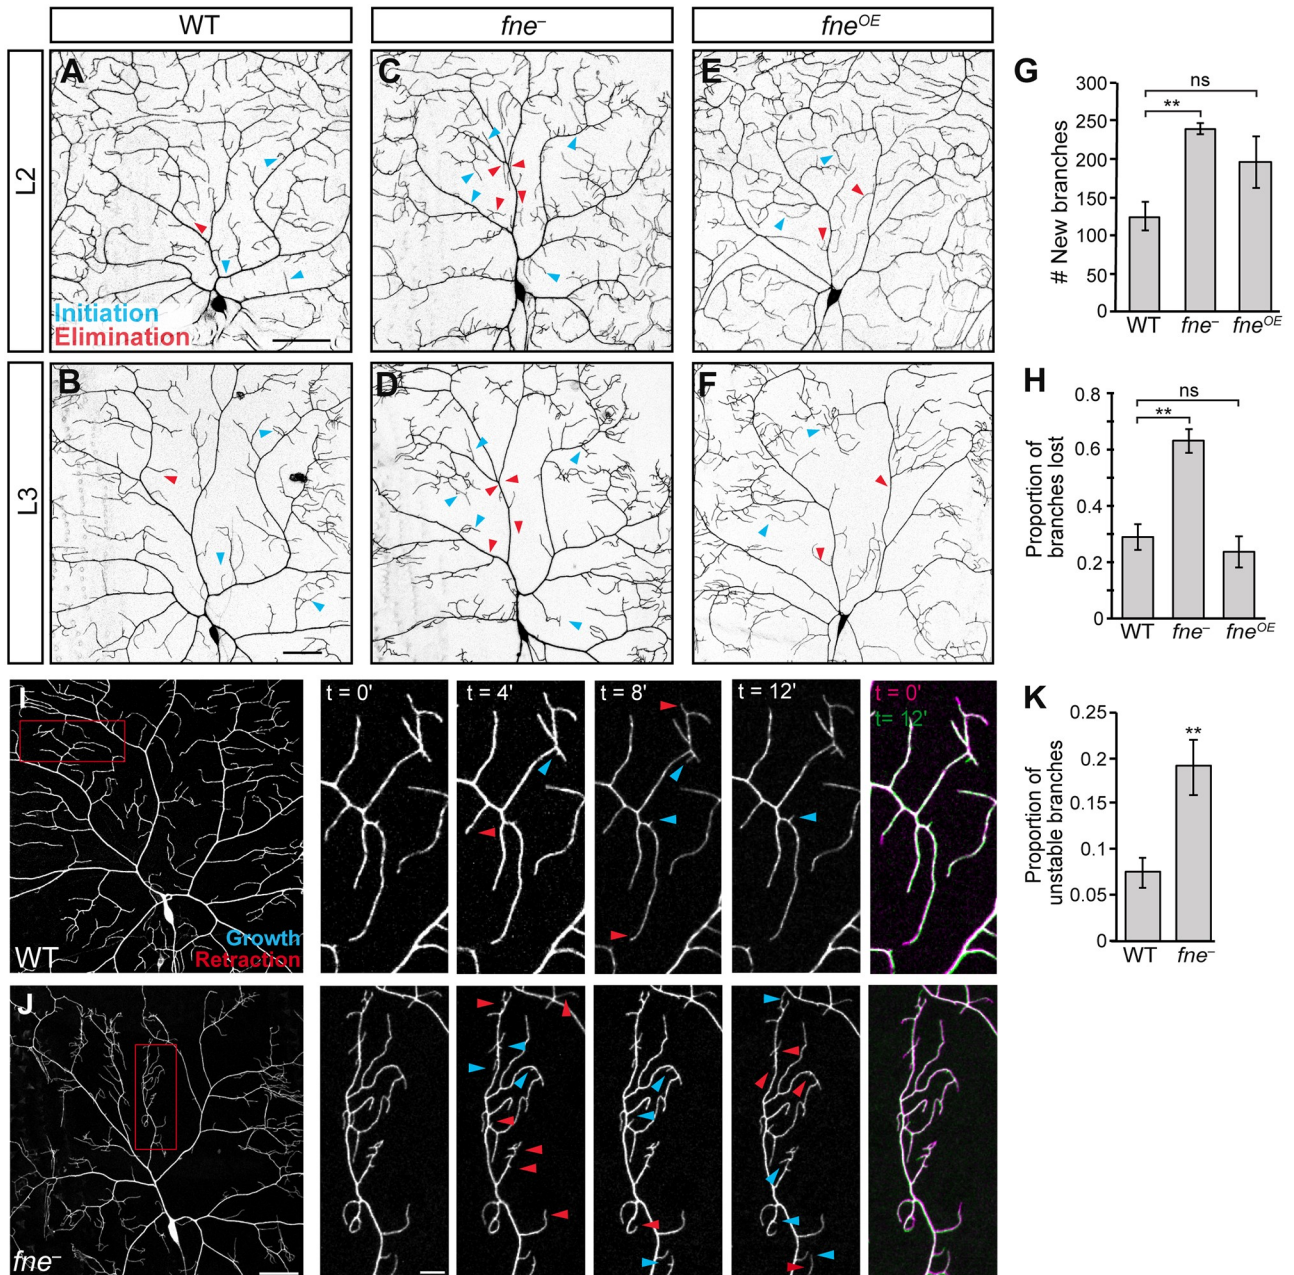 WT
fne–
fneOE
L2
A
C
E
Initiation
Elimination
L3
B
D
F
G
# New branches
300
250
200
150
100
50
0
ns
**
WT
fne–
fneOE
H
Proportion of
branches lost
0.8
0.6
0.4
0.2
0
ns
**
WT
fne–
fneOE
I
WT
Growth
Retraction
t = 0'
t = 4'
t = 8'
t = 12'
t = 0'
t= 12'
J
fne–
K
Proportion of
unstable branches
0.25
0.2
0.15
0.1
0.05
0
**
WT
fne–